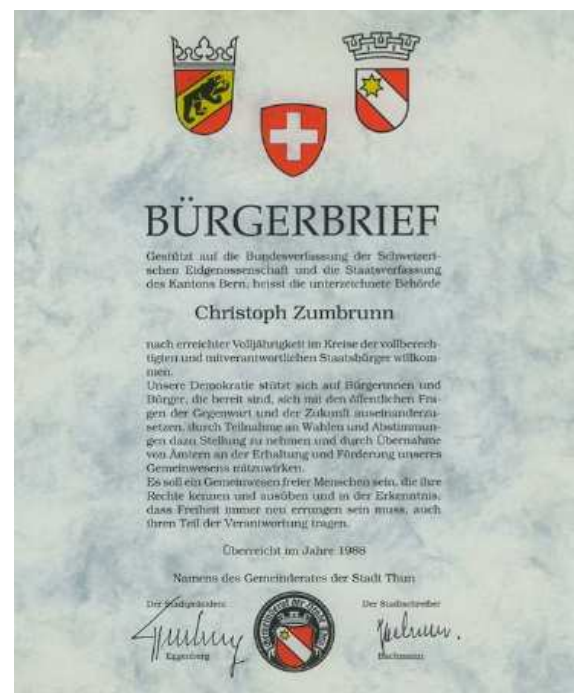 BÜRGERBRIEF
Gestützt auf die Bundesverfassung der Schweizeri-
schen Eidgenossenschaft und die Staatsverfassung
des Kantons Bern, heisst die unterzeichnete Behörde
Christoph Zumbrunn
nach erreichter Volljährigkeit im Kreise der vollberech-
tigten und mitverantwortlichen Staatsbürger willkom-
men.
Unsere Demokratie stützt sich auf Bürgerinnen und
Bürger, die bereit sind, sich mit den öffentlichen Fra-
gen der Gegenwart und der Zukunft auseinanderzu-
setzen, durch Teilnahme an Wahlen und Abstimmun-
gen dazu Stellung zu nehmen und durch Übernahme
von Ämtern an der Erhaltung und Förderung unseres
Gemeinwesens mitzuwirken.
Es soll ein Gemeinwesen freier Menschen sein, die ihre
Rechte kennen und ausüben und in der Erkenntnis,
dass Freiheit immer neu errungen sein muss, auch
ihren Teil der Verantwortung tragen.
Überreicht im Jahre 1988
Namens des Gemeinderates der Stadt Thun
Der Stadtpräsident Der Stadtschreiber
Eggenberg Bachmann